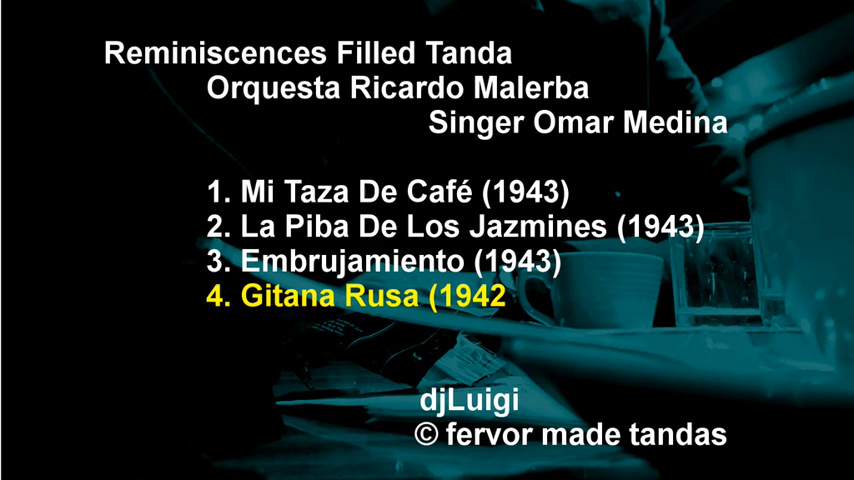 Reminiscences Filled Tanda
Orquesta Ricardo Malerba
Singer Omar Medina
1. Mi Taza De Café (1943)
2. La Piba De Los Jazmines (1943)
3. Embrujamiento (1943)
4. Gitana Rusa (1942
djLuigi
© fervor made tandas